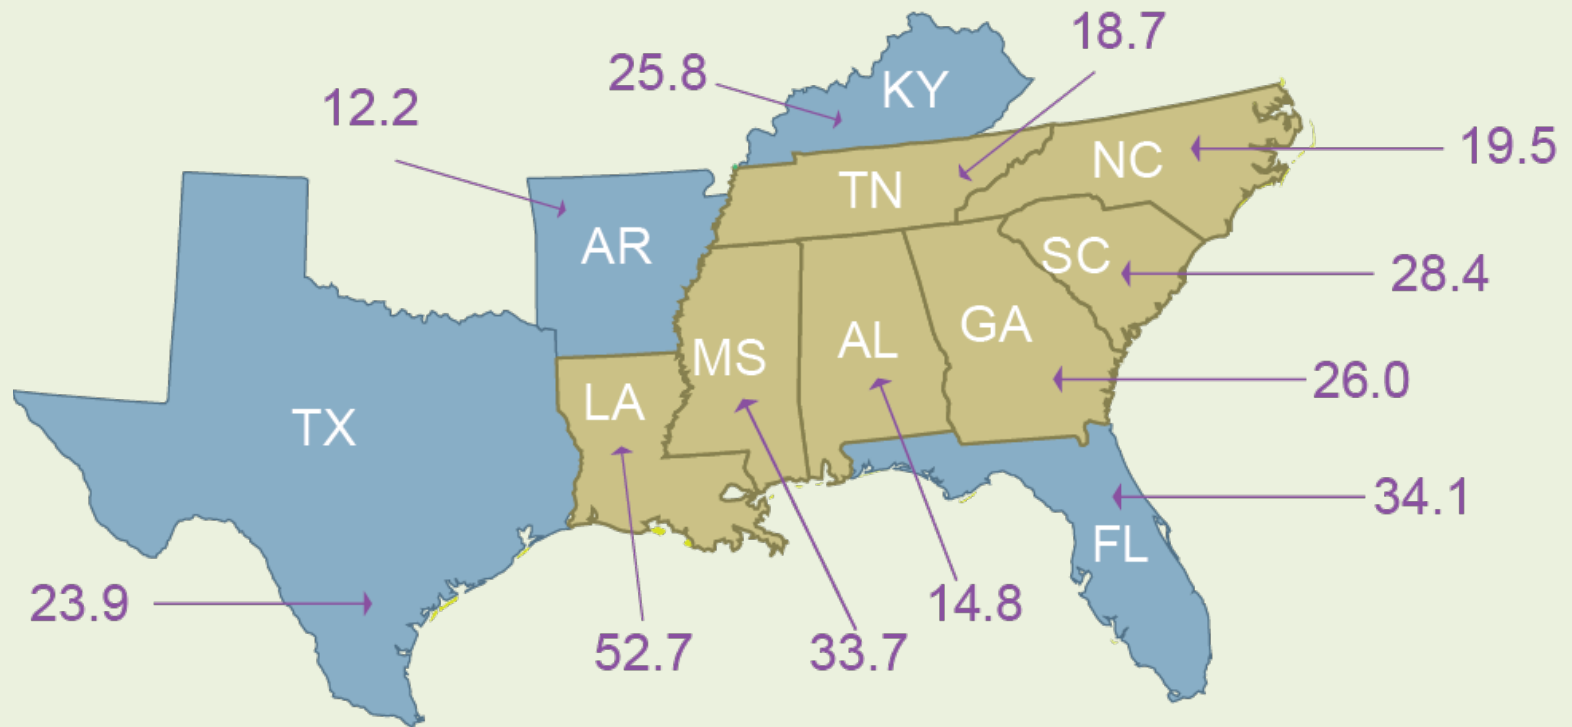 18.7
25.8
KY
12.2
19.5
NC
TN
AR
SC
28.4
GA
AL
MS
26.0
LA
TX
34.1
FL
23.9
14.8
52.7
33.7